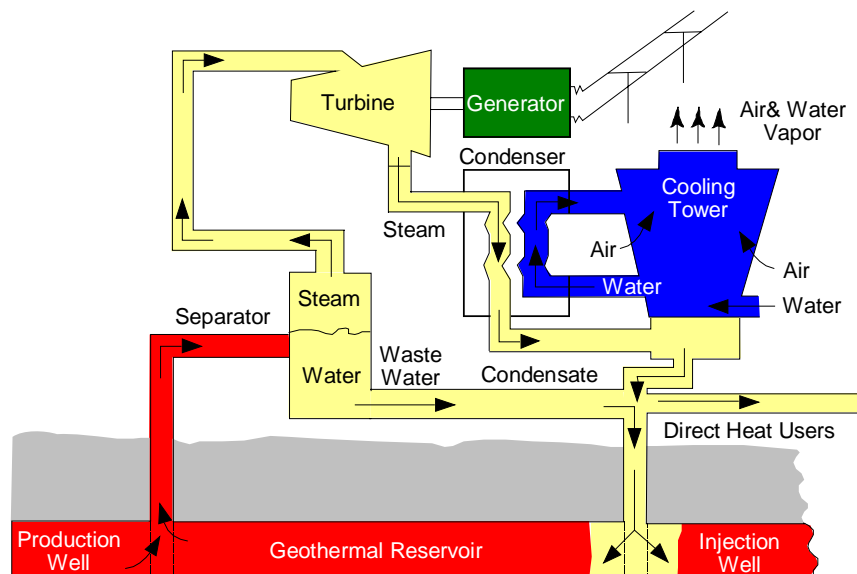 Turbine
Generator
Air& Water
Vapor
Condenser
Cooling
Tower
Steam
Air
Air
Steam
Water
Water
Separator
Water
Waste
Water
Condensate
Direct Heat Users
Production
Well
Geothermal Reservoir
Injection
Well